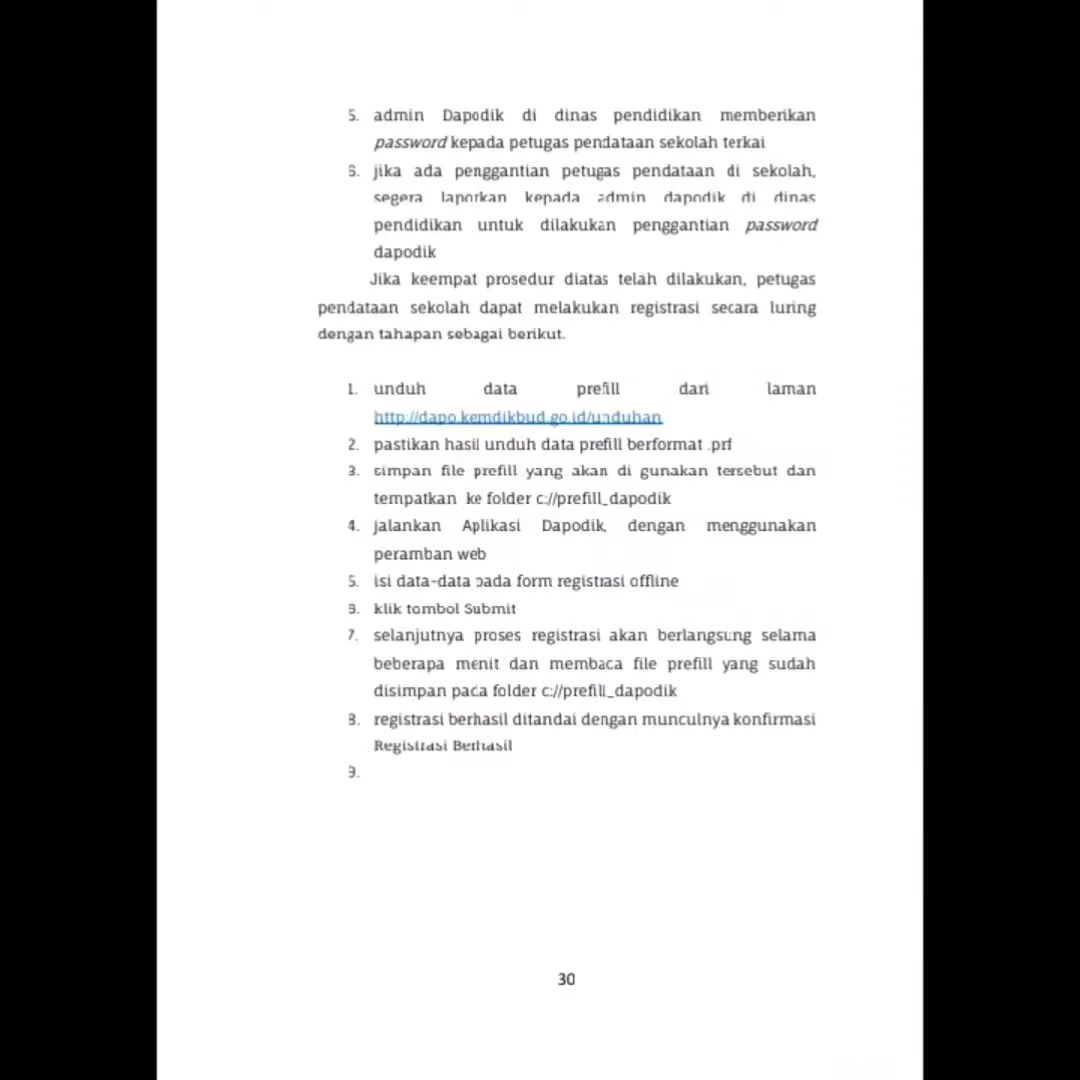 5. admin Dapodik di dinas pendidikan memberikan
password kepada petugas pendataan sekolah terkai
6. jika ada penggantian petugas pendataan di sekolah,
segera laporkan kepada admin dapodik di dinas
pendidikan untuk dilakukan penggantian password
dapodik
Jika keempat prosedur diatas telah dilakukan, petugas
pendataan sekolah dapat melakukan registrasi secara luring
dengan tahapan sebagai berikut.
1. unduh data prefill dari laman
http://dapo.kemdikbud.go.id/unduhan
2. pastikan hasil unduh data prefill berformat .prf
3. simpan file prefill yang akan di gunakan tersebut dan
tempatkan ke folder c://prefill_dapodik
4. jalankan Aplikasi Dapodik, dengan menggunakan
peramban web
5. isi data-data pada form registrasi offline
6. klik tombol Submit
7. selanjutnya proses registrasi akan berlangsung selama
beberapa menit dan membaca file prefill yang sudah
disimpan pada folder c://prefill_dapodik
8. registrasi berhasil ditandai dengan munculnya konfirmasi
Registrasi Berhasil
9.
30